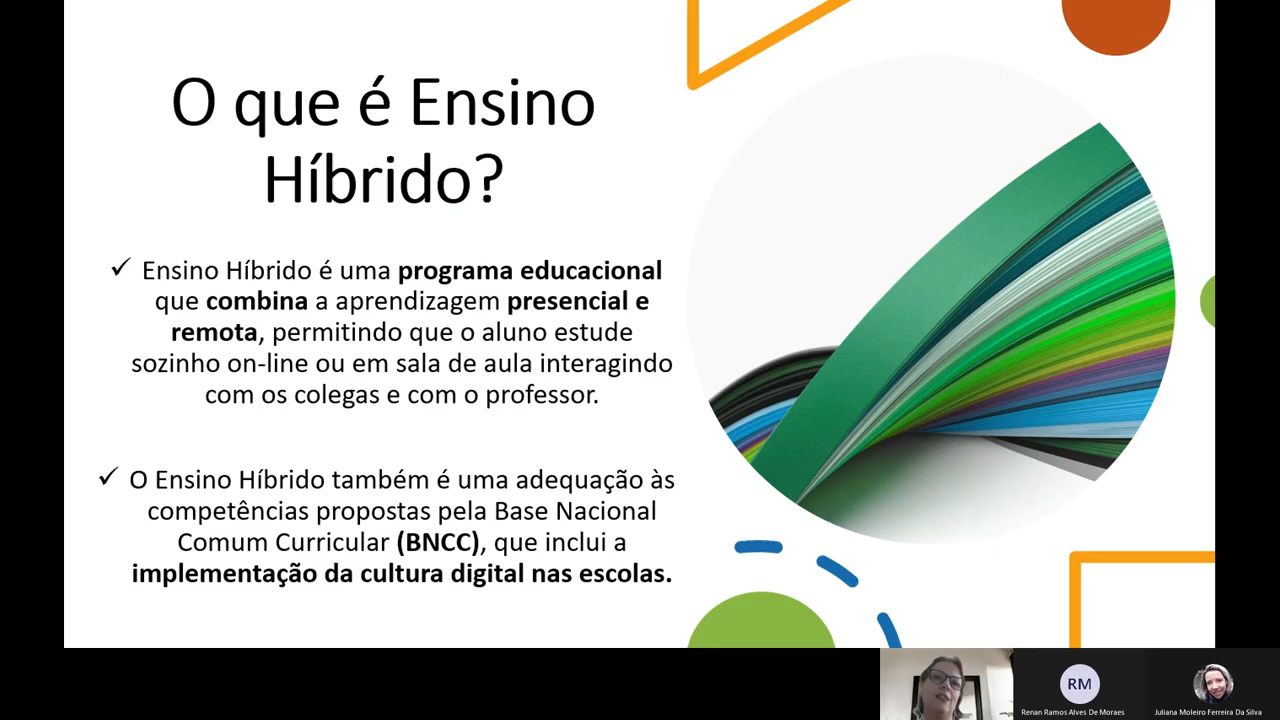 O que é Ensino
Híbrido?
✓ Ensino Híbrido é uma programa educacional
que combina a aprendizagem presencial e
remota, permitindo que o aluno estude
sozinho on-line ou em sala de aula interagindo
com os colegas e com o professor.
✓ O Ensino Híbrido também é uma adequação às
competências propostas pela Base Nacional
Comum Curricular (BNCC), que inclui a
implementação da cultura digital nas escolas.
RM
Renan Ramos Alves De Moraes
Juliana Moleiro Ferreira Da Silva